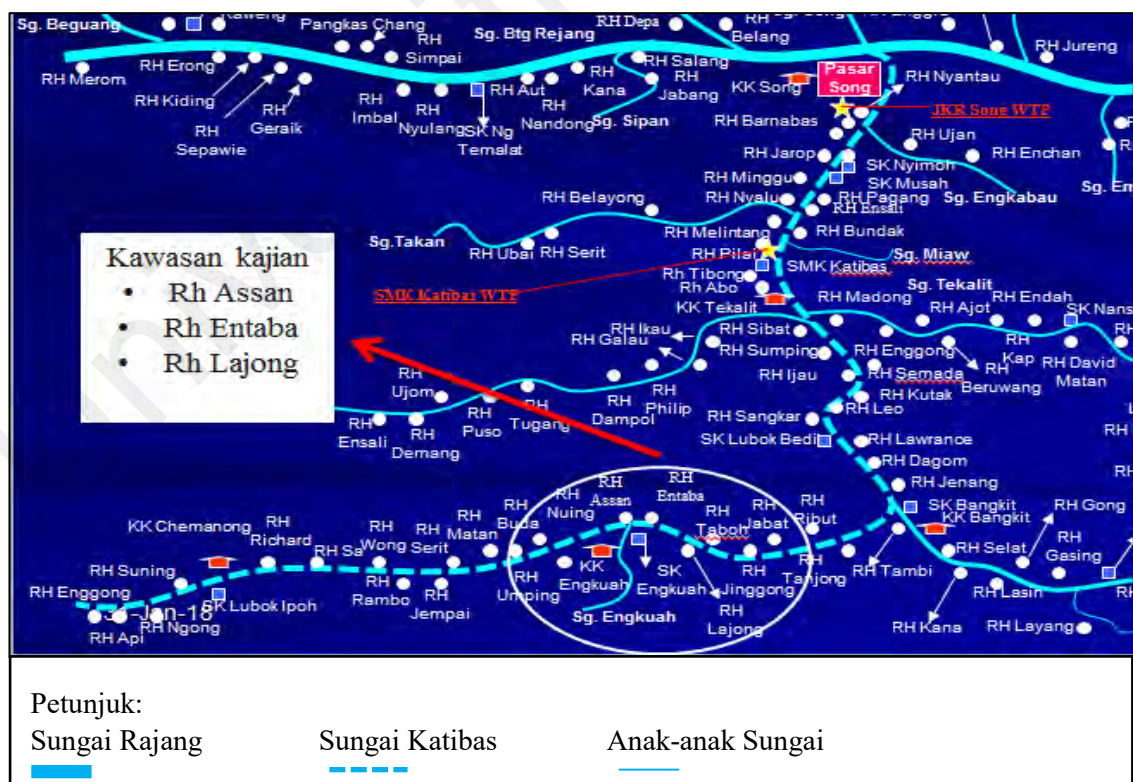 Sg. Beguang
Kaweng
Pangkas Chang
RH Simpai
Sg. Btg Rejang
RH Depa
RH Belang
RH Jureng
RH Merom
RH Erong
RH Kiding
RH Sepawie
RH Geraik
RH Imbal
RH Nyulang
SK Ng Temalat
RH Aut
RH Nandong
RH Kana
RH Salang
RH Jabang
Sg. Sipan
KK Song
Pasar Song
RH Nyantau
JKR Song WTP
RH Barnabas
RH Ujan
RH Enchan
RH Jarop
SK Nyimoh
SK Musah
RH Minggu
RH Nyalu
RH Pagang
Sg. Engkabau
RH Ensali
RH Belayong
RH Melintang
RH Bundak
Sg.Takan
RH Ubai
RH Serit
RH Pilai
Sg. Miaw
SMK Katibas
Rh Tibong
Sg. Tekalit
Rh Abo
SMK Katibas WTP
KK Tekalit
RH Madong
RH Ajot
RH Endah
SK Nans
Kawasan kajian
• Rh Assan
• Rh Entaba
• Rh Lajong
RH Ikau
RH Galau
RH Sibat
RH Sumping
RH Enggong
RH Kap
RH David Matan
RH Beruwang
RH Ujom
RH Ijau
RH Semada
RH Kutak
RH Ensali
RH Demang
RH Puso
RH Tugang
RH Dampol
RH Philip
RH Sangkar
RH Leo
SK Lubok Bedil
RH Lawrance
RH Dagom
RH Jenang
SK Bangkit
KK Bangkit
RH Gong
RH Gasing
RH Selat
RH Tambi
RH Kana
RH Lasin
RH Layang
RH Assan
RH Entaba
RH Nuing
RH Buda
RH Taboh
RH Jabat
RH Ribut
KK Chemanong
RH Richard
RH Sa
RH Wong
RH Serit
RH Matan
RH Umping
KK Engkuah
SK Engkuah
RH Jinggong
RH Tanjong
RH Lajong
Sg. Engkuah
RH Suning
RH Enggong
SK Lubok Ipoh
RH Rambo
RH Jempai
-Jan-18
RH Api
RH Ngong
Petunjuk:
Sungai Rajang
Sungai Katibas
Anak-anak Sungai